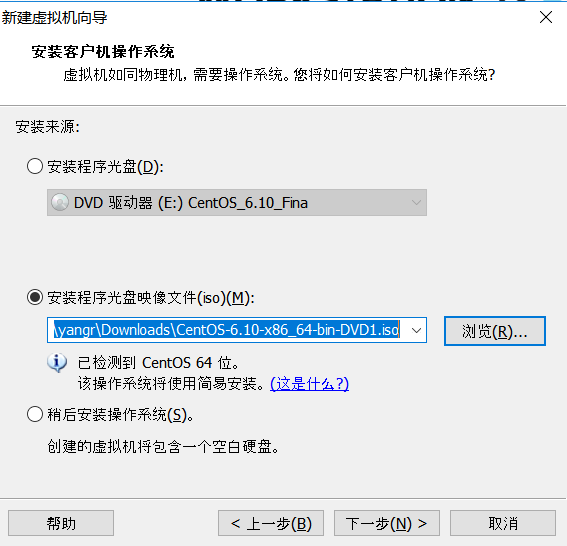 新建虚拟机向导
安装客户机操作系统
虚拟机如同物理机，需要操作系统。您将如何安装客户机操作系统?
安装来源:
安装程序光盘(D):
DVD 驱动器 (E:) CentOS_6.10_Fina
安装程序光盘映像文件(iso)(M):
\yangr\Downloads\CentOS-6.10-x86_64-bin-DVD1.iso
浏览(R)...
已检测到 CentOS 64 位。
该操作系统将使用简易安装。(这是什么?)
稍后安装操作系统(S)。
创建的虚拟机将包含一个空白硬盘。
帮助
< 上一步(B)
下一步(N) >
取消